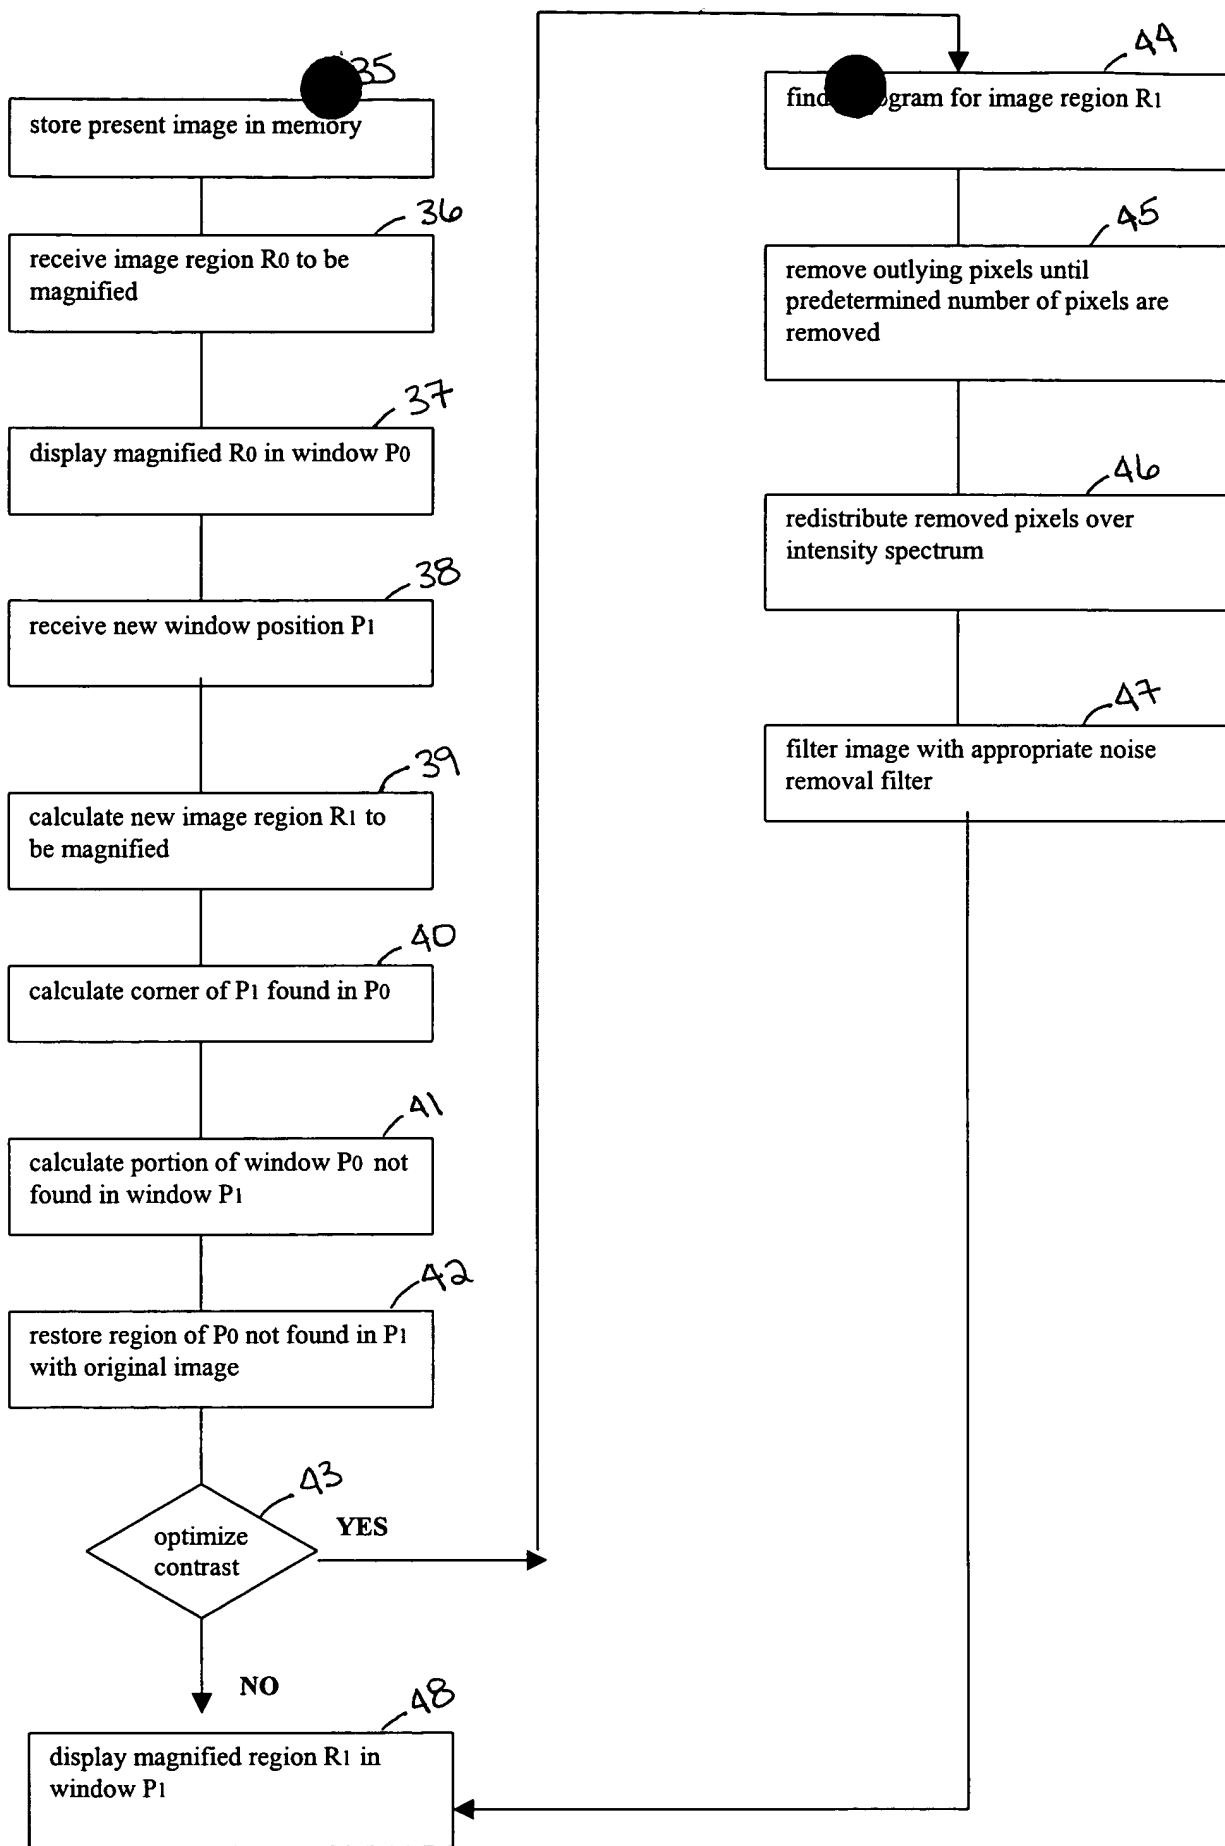 35
store present image in memory
36
receive image region R0 to be
magnified
37
display magnified R0 in window P0
38
receive new window position P1
39
calculate new image region R1 to
be magnified
40
calculate corner of P1 found in P0
41
calculate portion of window P0 not
found in window P1
42
restore region of P0 not found in P1
with original image
43
optimize
contrast
YES
NO
48
display magnified region R1 in
window P1
44
find for image region R1
45
remove outlying pixels until
predetermined number of pixels are
removed
46
redistribute removed pixels over
intensity spectrum
47
filter image with appropriate noise
removal filter